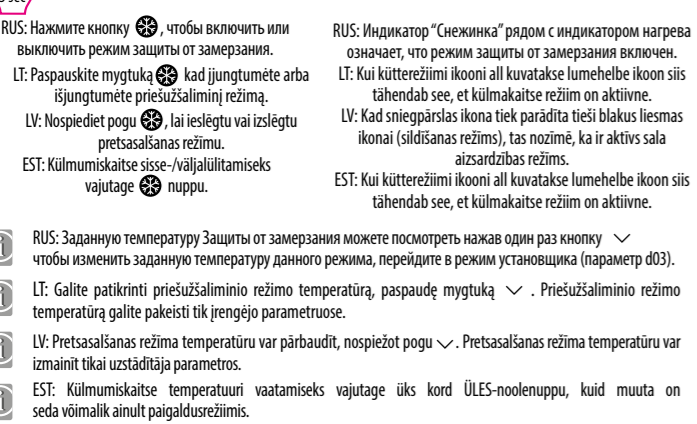 sec
RUS: Нажмите кнопку , чтобы включить или
выключить режим защиты от замерзания.
LT: Paspauskite mygtuką kad įjungtumėte arba
išjungtumėte priešužšaliminį režimą.
LV: Nospiediet pogu , lai ieslēgtu vai izslēgtu
pretsasalšanas režīmu.
EST: Külmumiskaitse sisse-/väljalülitamiseks
vajutage nuppu.
RUS: Индикатор “Снежинка” рядом с индикатором нагрева
означает, что режим защиты от замерзания включен.
LT: Kui kütterežiimi ikooni all kuvatakse lumehelbe ikoon siis
tähendab see, et külmakaitse režiim on aktiivne.
LV: Kad sniegpārslas ikona tiek parādīta tieši blakus liesmas
ikonai (sildīšanas režīms), tas nozīmē, ka ir aktīvs sala
aizsardzības režīms.
EST: Kui kütterežiimi ikooni all kuvatakse lumehelbe ikoon siis
tähendab see, et külmakaitse režiim on aktiivne.
RUS: Заданную температуру Защиты от замерзания можете посмотреть нажав один раз кнопку
чтобы изменить заданную температуру данного режима, перейдите в режим установщика (параметр d03).
LT: Galite patikrinti priešužšaliminio režimo temperatūrą, paspaudę mygtuką . Priešužšaliminio režimo
temperatūrą galite pakeisti tik įrengėjo parametruose.
LV: Pretsasalšanas režīma temperatūru var pārbaudīt, nospiežot pogu . Pretsasalšanas režīma temperatūru var
izmainīt tikai uzstādītāja parametros.
EST: Külmumiskaitse temperatuuri vaatamiseks vajutage üks kord ÜLES-noolenuppu, kuid muuta on
seda võimalik ainult paigaldusrežiimis.